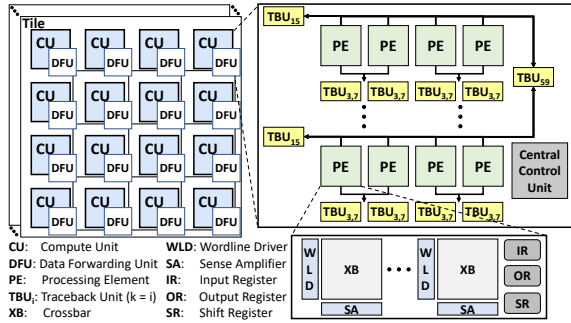 Tile
CU CU CU CU
DFU DFU DFU DFU
CU CU CU CU
DFU DFU DFU DFU
CU CU CU CU
DFU DFU DFU DFU
CU CU CU CU
DFU DFU DFU DFU
TBU15
PE PE PE PE
TBU59
TBU3,7 TBU3,7 TBU3,7 TBU3,7
TBU15
PE PE PE PE
Central
Control
Unit
TBU3,7 TBU3,7 TBU3,7 TBU3,7
CU: Compute Unit
DFU: Data Forwarding Unit
PE: Processing Element
TBUi: Traceback Unit (k = i)
XB: Crossbar
WLD: Wordline Driver
SA: Sense Amplifier
IR: Input Register
OR: Output Register
SR: Shift Register
WLD XB WLD XB
SA SA
IR
OR
SR